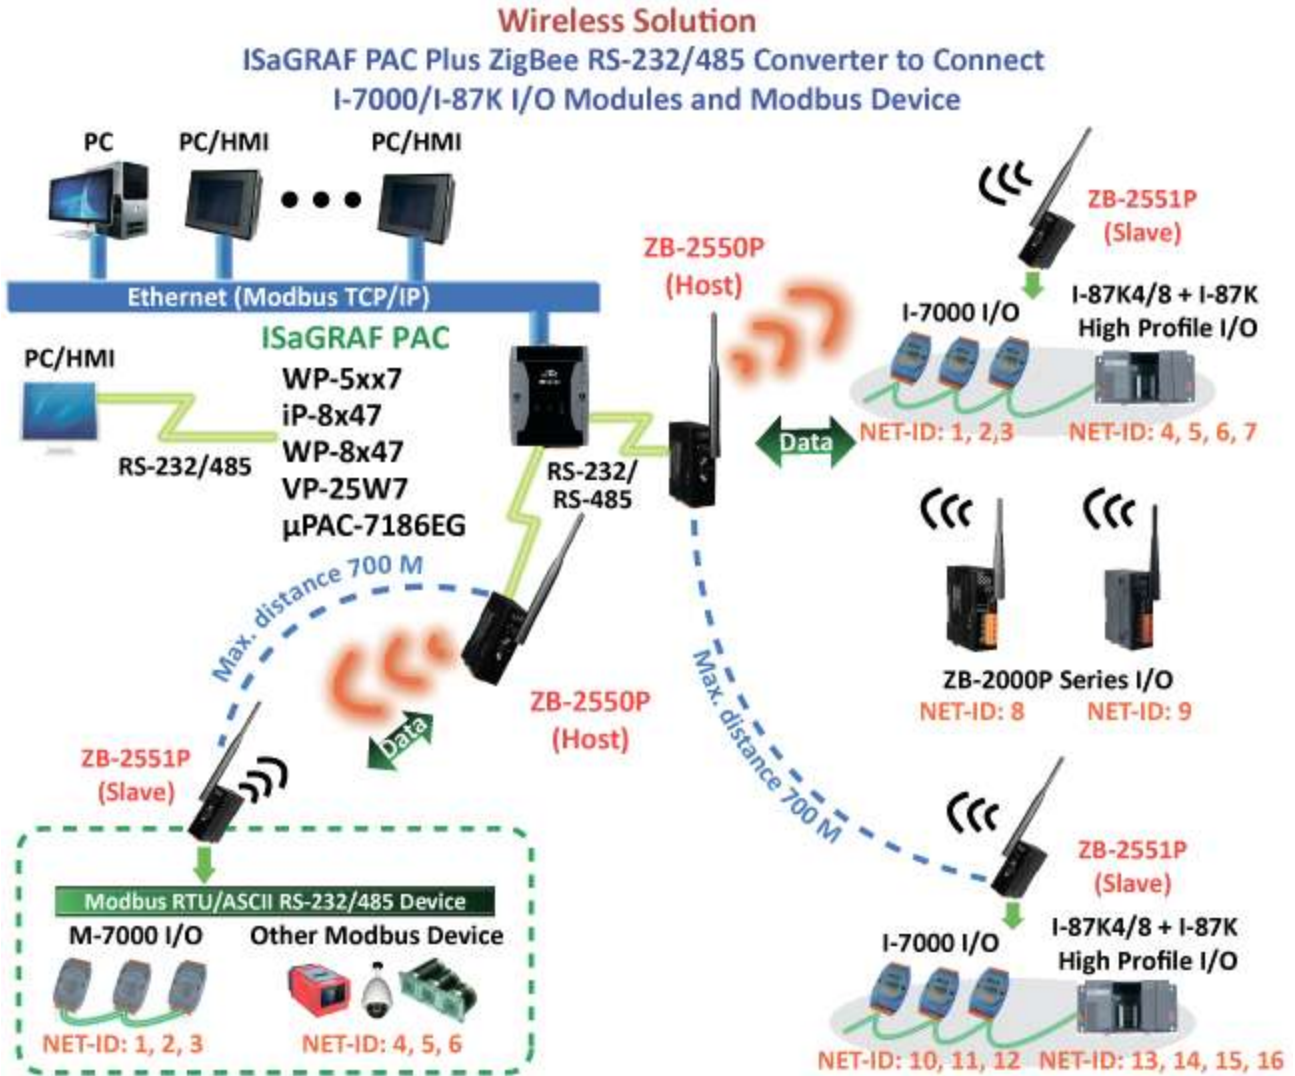 Wireless Solution
ISaGRAF PAC Plus ZigBee RS-232/485 Converter to Connect
I-7000/I-87K I/O Modules and Modbus Device
PC
PC/HMI
PC/HMI
Ethernet (Modbus TCP/IP)
ISaGRAF PAC
WP-5xx7
iP-8x47
WP-8x47
VP-25W7
µPAC-7186EG
PC/HMI
RS-232/485
RS-232/
RS-485
ZB-2550P
(Host)
Data
ZB-2551P
(Slave)
I-7000 I/O
I-87K4/8 + I-87K
High Profile I/O
NET-ID: 1, 2,3
NET-ID: 4, 5, 6, 7
ZB-2000P Series I/O
NET-ID: 8
NET-ID: 9
Max. distance 700 M
Max. distance 700 M
ZB-2550P
(Host)
Data
ZB-2551P
(Slave)
Modbus RTU/ASCII RS-232/485 Device
M-7000 I/O
Other Modbus Device
NET-ID: 1, 2, 3
NET-ID: 4, 5, 6
ZB-2551P
(Slave)
I-7000 I/O
I-87K4/8 + I-87K
High Profile I/O
NET-ID: 10, 11, 12
NET-ID: 13, 14, 15, 16